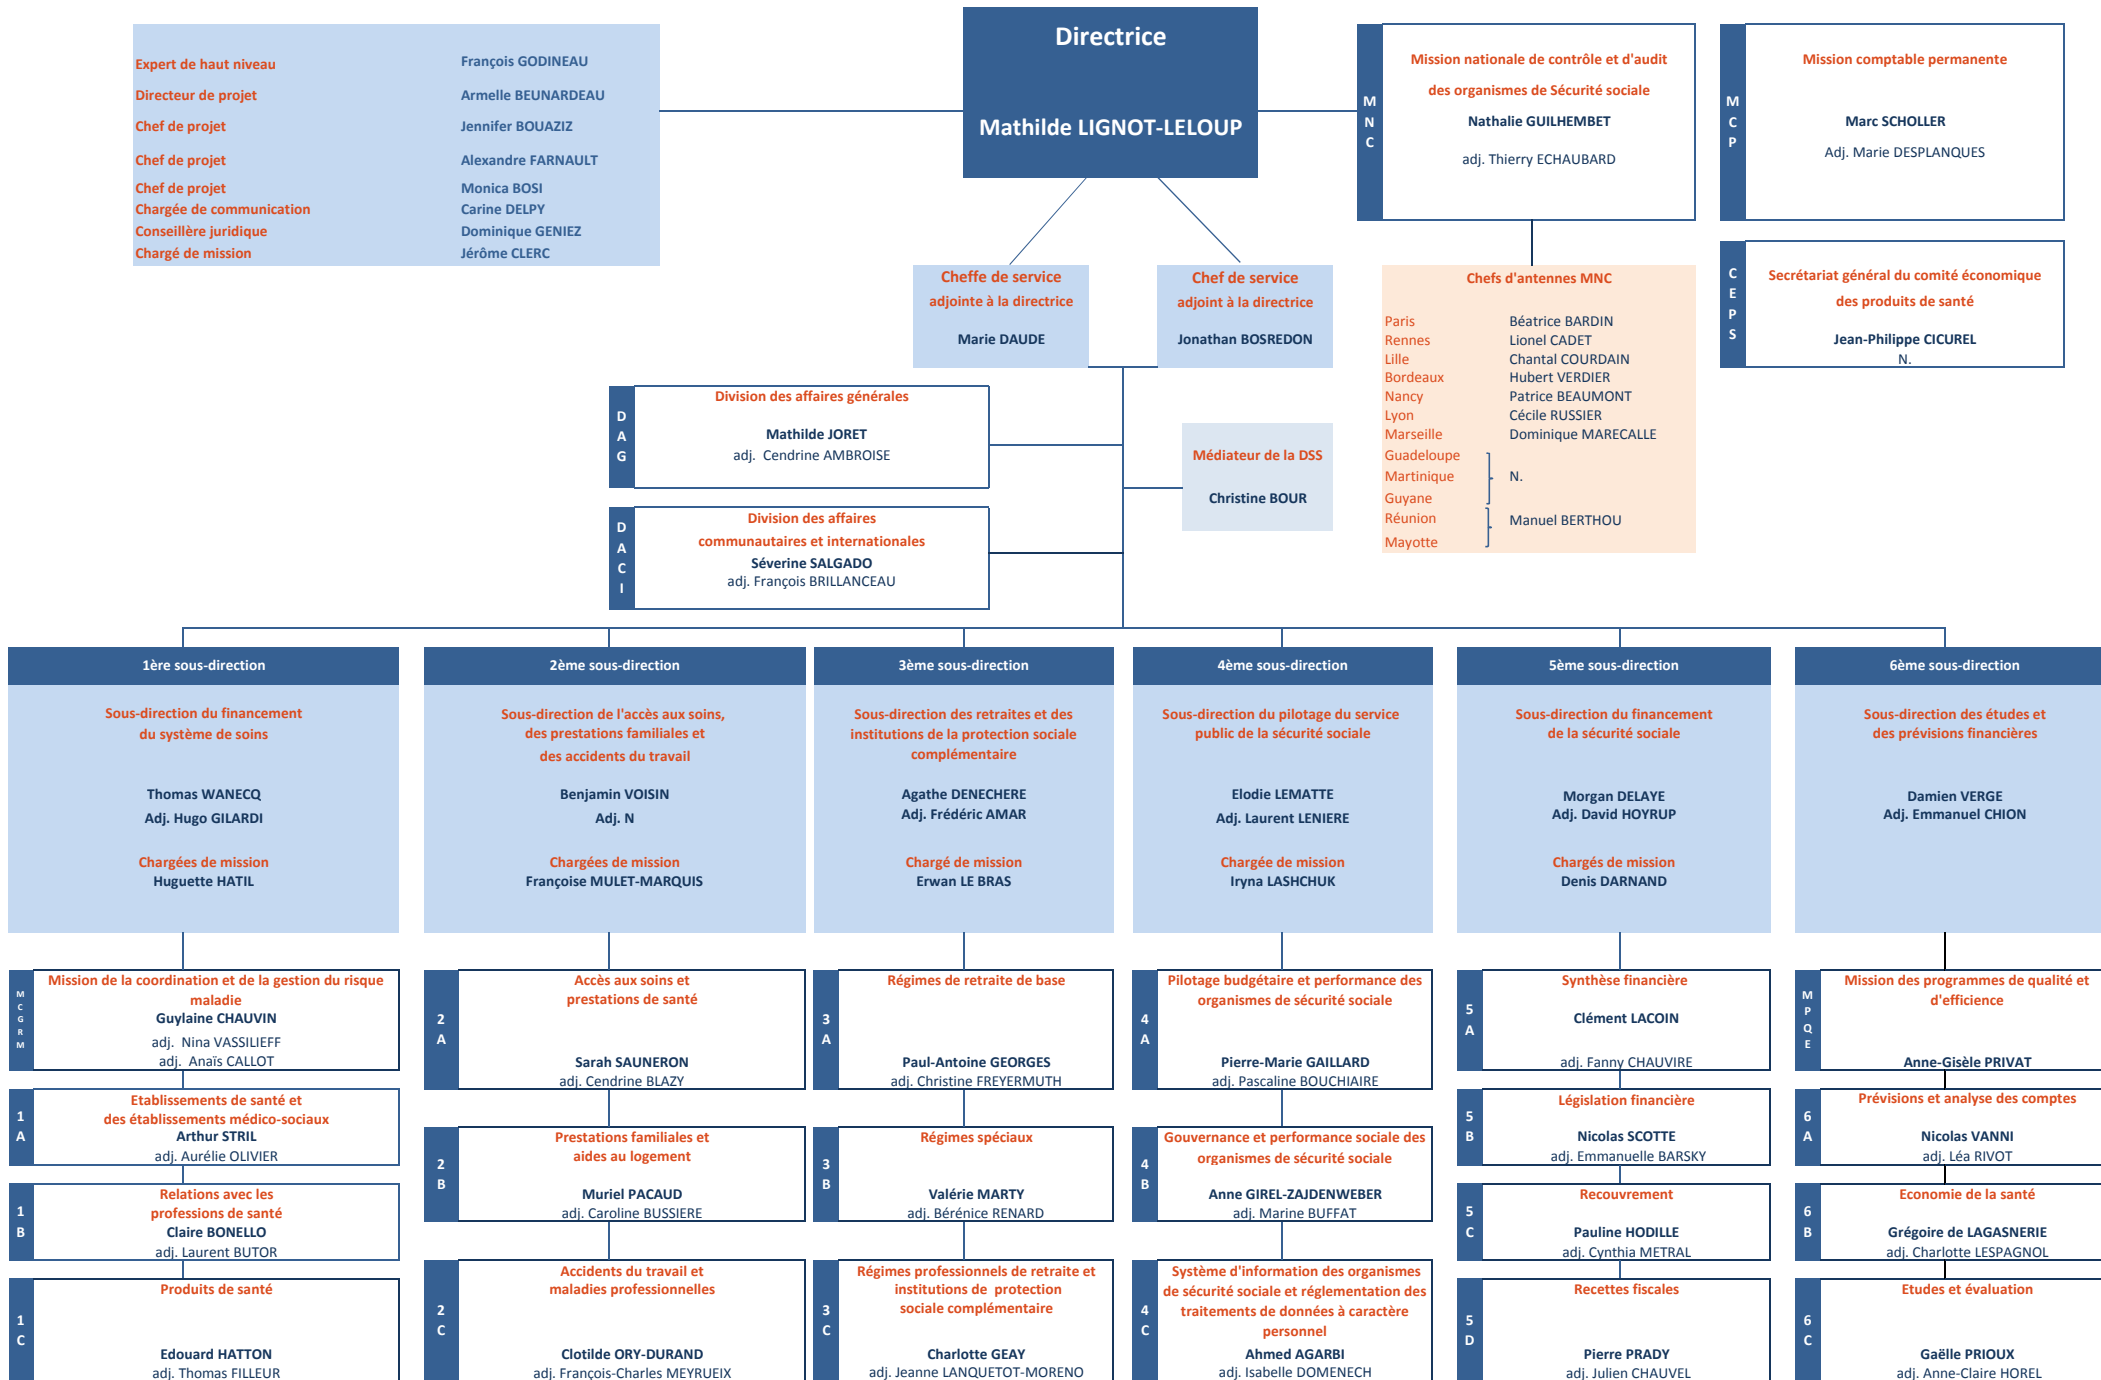 Directrice
Mathilde LIGNOT-LELOUP
Expert de haut niveau François GODINEAU
Directeur de projet Armelle BEUNARDEAU
Chef de projet Jennifer BOUAZIZ
Chef de projet Alexandre FARNAULT
Chef de projet Monica BOSI
Chargée de communication Carine DELPY
Conseillère juridique Dominique GENIEZ
Chargé de mission Jérôme CLERC
MNC
Mission nationale de contrôle et d'audit
des organismes de Sécurité sociale
Nathalie GUILHEMBET
adj. Thierry ECHAUBARD
MCP
Mission comptable permanente
Marc SCHOLLER
Adj. Marie DESPLANQUES
CEPS
Secrétariat général du comité économique
des produits de santé
Jean-Philippe CICUREL
N.
Chefs d'antennes MNC
Paris Béatrice BARDIN
Rennes Lionel CADET
Lille Chantal COURDAIN
Bordeaux Hubert VERDIER
Nancy Patrice BEAUMONT
Lyon Cécile RUSSIER
Marseille Dominique MARECALLE
Guadeloupe
Martinique N.
Guyane
Réunion Manuel BERTHOU
Mayotte
Cheffe de service
adjointe à la directrice
Marie DAUDE
Chef de service
adjoint à la directrice
Jonathan BOSREDON
DAG
Division des affaires générales
Mathilde JORET
adj. Cendrine AMBROISE
Médiateur de la DSS
Christine BOUR
DACI
Division des affaires
communautaires et internationales
Séverine SALGADO
adj. François BRILLANCEAU
1ère sous-direction
Sous-direction du financement
du système de soins
Thomas WANECQ
Adj. Hugo GILARDI
Chargées de mission
Huguette HATIL
MCGRM
Mission de la coordination et de la gestion du risque
maladie
Guylaine CHAUVIN
adj. Nina VASSILIEFF
adj. Anaïs CALLOT
1A
Etablissements de santé et
des établissements médico-sociaux
Arthur STRIL
adj. Aurélie OLIVIER
1B
Relations avec les
professions de santé
Claire BONELLO
adj. Laurent BUTOR
1C
Produits de santé
Edouard HATTON
adj. Thomas FILLEUR
2ème sous-direction
Sous-direction de l'accès aux soins,
des prestations familiales et
des accidents du travail
Benjamin VOISIN
Adj. N
Chargées de mission
Françoise MULET-MARQUIS
2A
Accès aux soins et
prestations de santé
Sarah SAUNERON
adj. Cendrine BLAZY
2B
Prestations familiales et
aides au logement
Muriel PACAUD
adj. Caroline BUSSIERE
2C
Accidents du travail et
maladies professionnelles
Clotilde ORY-DURAND
adj. François-Charles MEYRUEIX
3ème sous-direction
Sous-direction des retraites et des
institutions de la protection sociale
complémentaire
Agathe DENECHERE
Adj. Frédéric AMAR
Chargé de mission
Erwan LE BRAS
3A
Régimes de retraite de base
Paul-Antoine GEORGES
adj. Christine FREYERMUTH
3B
Régimes spéciaux
Valérie MARTY
adj. Bérénice RENARD
3C
Régimes professionnels de retraite et
institutions de protection
sociale complémentaire
Charlotte GEAY
adj. Jeanne LANQUETOT-MORENO
4ème sous-direction
Sous-direction du pilotage du service
public de la sécurité sociale
Elodie LEMATTE
Adj. Laurent LENIERE
Chargée de mission
Iryna LASHCHUK
4A
Pilotage budgétaire et performance des
organismes de sécurité sociale
Pierre-Marie GAILLARD
adj. Pascaline BOUCHIAIRE
4B
Gouvernance et performance sociale des
organismes de sécurité sociale
Anne GIREL-ZAJDENWEBER
adj. Marine BUFFAT
4C
Système d'information des organismes
de sécurité sociale et réglementation des
traitements de données à caractère
personnel
Ahmed AGARBI
adj. Isabelle DOMENECH
5ème sous-direction
Sous-direction du financement
de la sécurité sociale
Morgan DELAYE
Adj. David HOYRUP
Chargés de mission
Denis DARNAND
5A
Synthèse financière
Clément LACOIN
adj. Fanny CHAUVIRE
5B
Législation financière
Nicolas SCOTTE
adj. Emmanuelle BARSKY
5C
Recouvrement
Pauline HODILLE
adj. Cynthia METRAL
5D
Recettes fiscales
Pierre PRADY
adj. Julien CHAUVEL
6ème sous-direction
Sous-direction des études et
des prévisions financières
Damien VERGE
Adj. Emmanuel CHION
MPQE
Mission des programmes de qualité et
d'efficience
Anne-Gisèle PRIVAT
6A
Prévisions et analyse des comptes
Nicolas VANNI
adj. Léa RIVOT
6B
Economie de la santé
Grégoire de LAGASNERIE
adj. Charlotte LESPAGNOL
6C
Etudes et évaluation
Gaëlle PRIOUX
adj. Anne-Claire HOREL